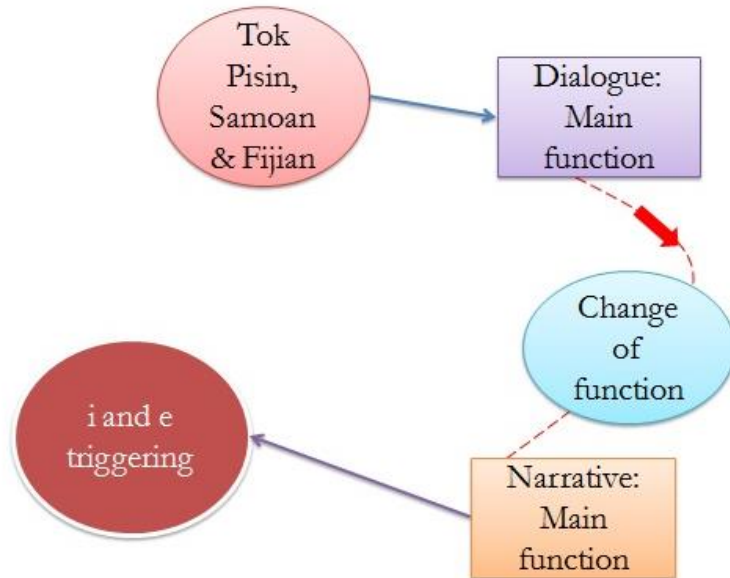 Tok
Pisin,
Samoan
& Fijian
Dialogue:
Main
function
Change
of
function
Narrative:
Main
function
i and e
triggering